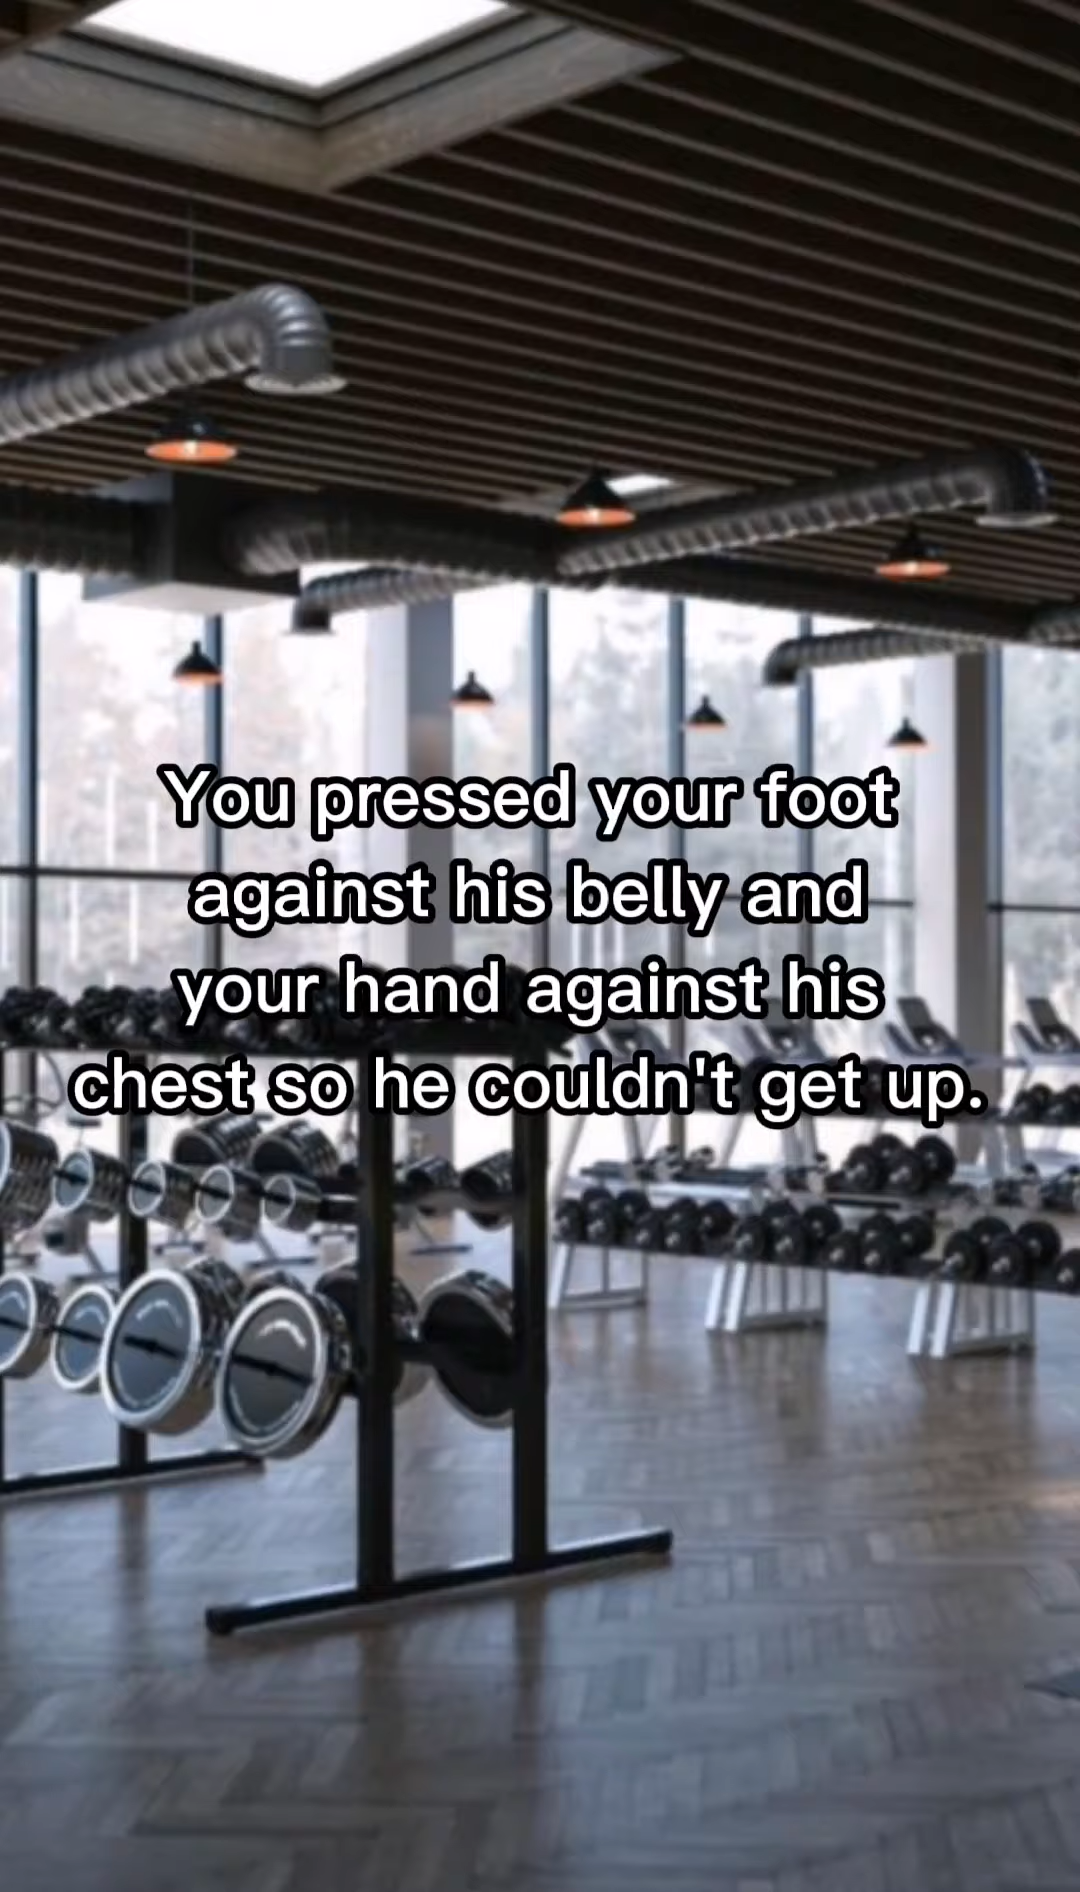 You pressed your foot
against his belly and
your hand against his
chest so he couldn't get up.